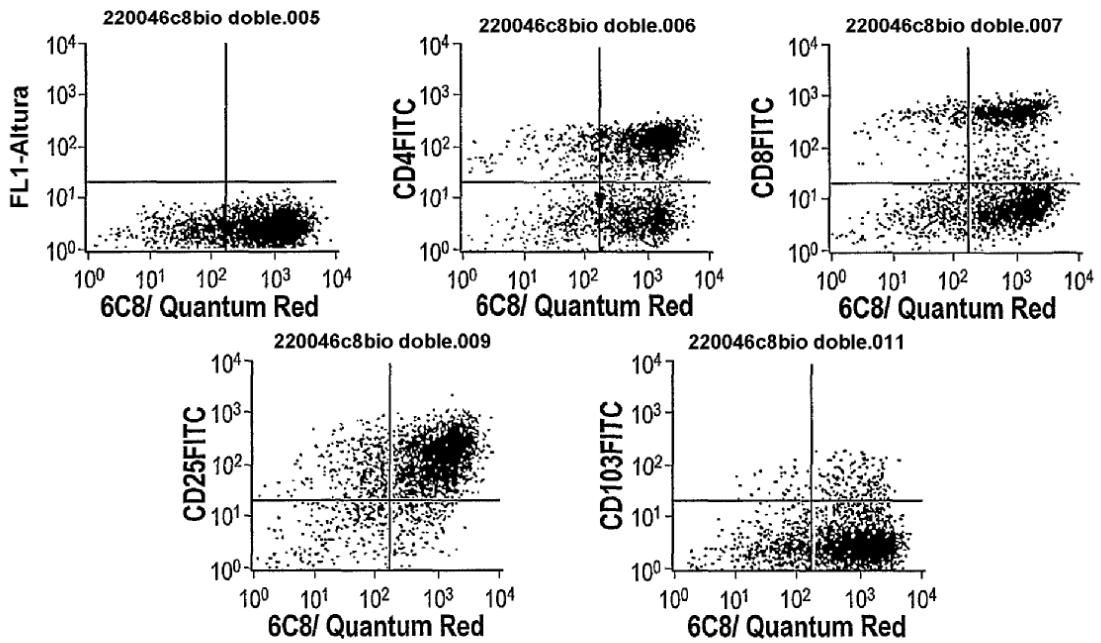 220046c8bio doble.005
FL1-Altura
10⁴
10³
10²
10¹
10⁰
10⁰ 10¹ 10² 10³ 10⁴
6C8/ Quantum Red
220046c8bio doble.006
CD4FITC
10⁴
10³
10²
10¹
10⁰
10⁰ 10¹ 10² 10³ 10⁴
6C8/ Quantum Red
220046c8bio doble.007
CD8FITC
10⁴
10³
10²
10¹
10⁰
10⁰ 10¹ 10² 10³ 10⁴
6C8/ Quantum Red
220046c8bio doble.009
CD25FITC
10⁴
10³
10²
10¹
10⁰
10⁰ 10¹ 10² 10³ 10⁴
6C8/ Quantum Red
220046c8bio doble.011
CD103FITC
10⁴
10³
10²
10¹
10⁰
10⁰ 10¹ 10² 10³ 10⁴
6C8/ Quantum Red